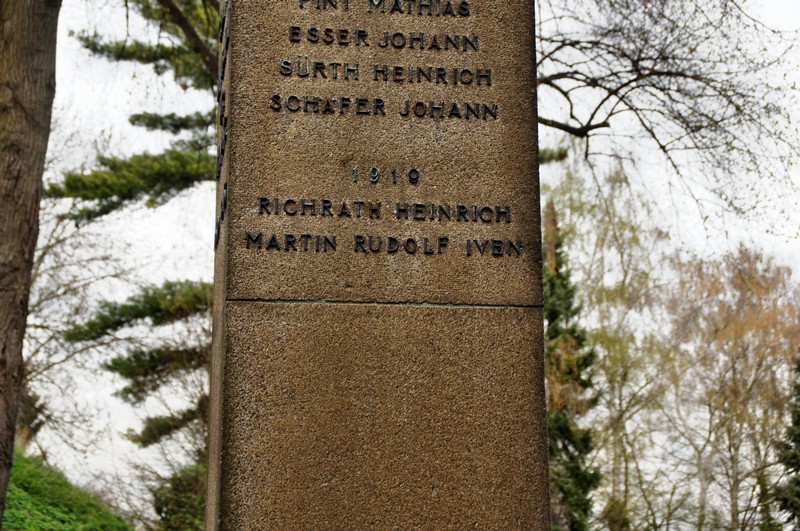 PINT MATHIAS
ESSER JOHANN
SÜRTH HEINRICH
SCHÄFER JOHANN
1919
RICHRATH HEINRICH
MARTIN RUDOLF IVEN